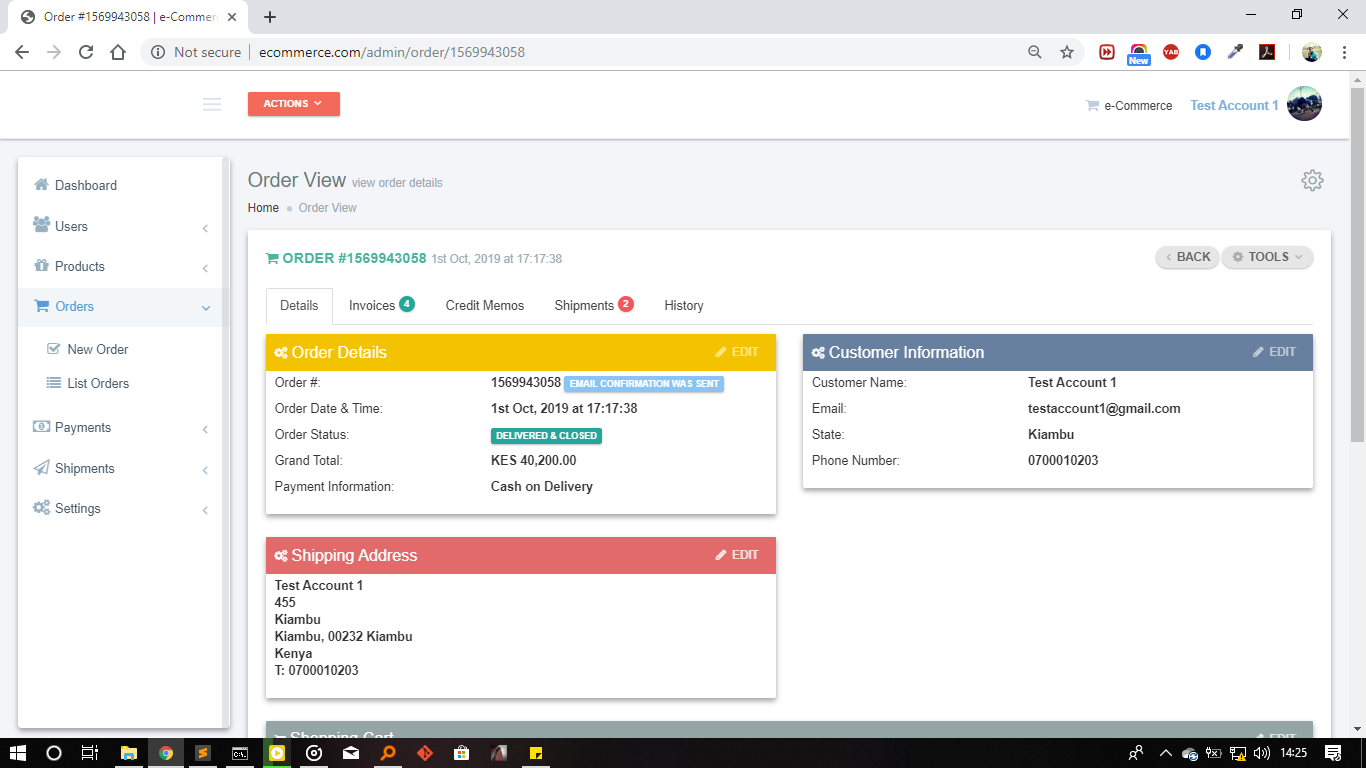 Order #1569943058 | e-Commer
Not secure | ecommerce.com/admin/order/1569943058
YAB
New
ACTIONS
e-Commerce Test Account 1
Dashboard
Users
Products
Orders
New Order
List Orders
Payments
Shipments
Settings
Order View view order details
Home Order View
ORDER #1569943058 1st Oct, 2019 at 17:17:38
BACK TOOLS
Details Invoices 4 Credit Memos Shipments 2 History
Order Details EDIT
Order #: 1569943058 EMAIL CONFIRMATION WAS SENT
Order Date & Time: 1st Oct, 2019 at 17:17:38
Order Status: DELIVERED & CLOSED
Grand Total: KES 40,200.00
Payment Information: Cash on Delivery
Customer Information EDIT
Customer Name: Test Account 1
Email: testaccount1@gmail.com
State: Kiambu
Phone Number: 0700010203
Shipping Address EDIT
Test Account 1
455
Kiambu
Kiambu, 00232 Kiambu
Kenya
T: 0700010203
Shopping Cart EDIT
14:25